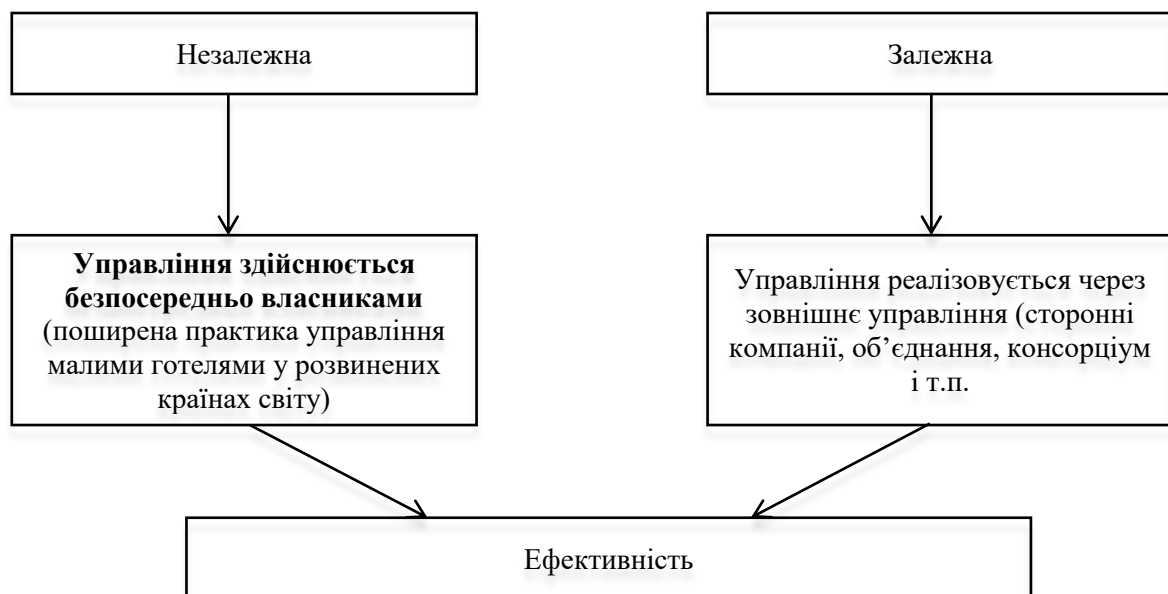 Незалежна
Залежна
Управління здійснюється
безпосередньо власниками
(поширена практика управління
малими готелями у розвинених
країнах світу)
Управління реалізовується через
зовнішнє управління (сторонні
компанії, об’єднання, консорціум
і т.п.
Ефективність